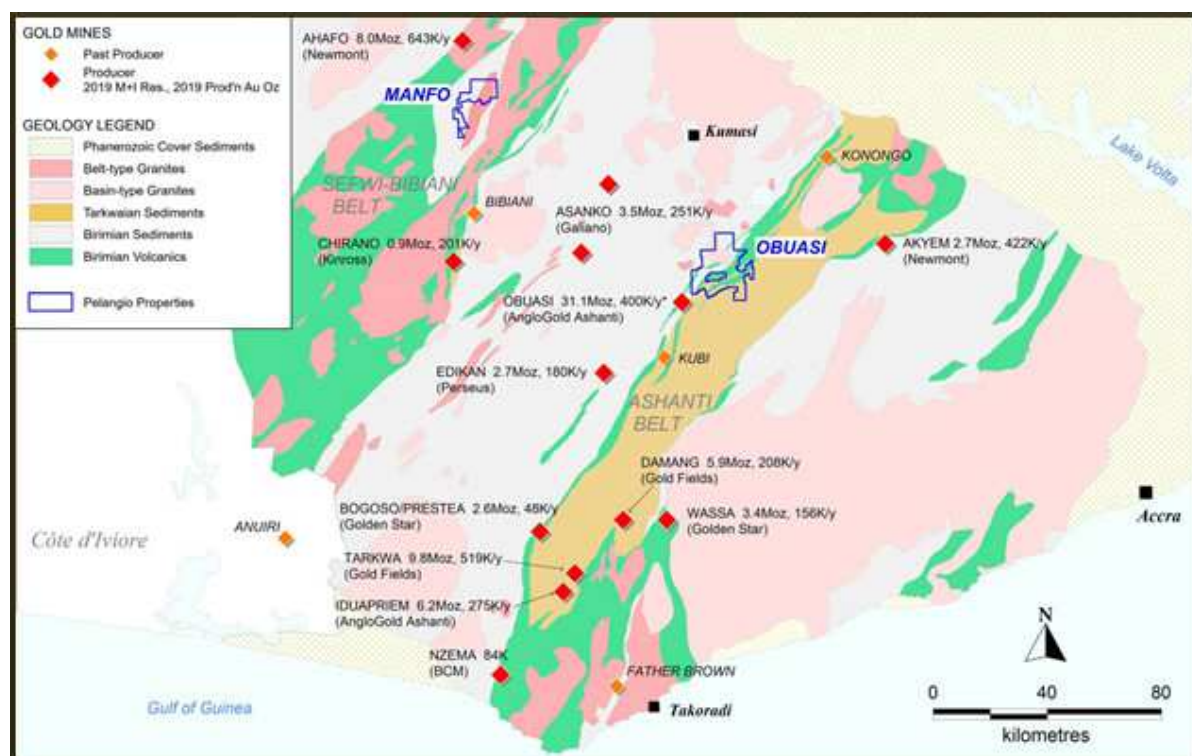 GOLD MINES
Past Producer
Producer
2019 M+I Res., 2019 Prod'n Au Oz
GEOLOGY LEGEND
Phanerozoic Cover Sediments
Belt-type Granites
Basin-type Granites
Tarkwaian Sediments
Birimian Sediments
Birimian Volcanics
Pelangio Properties
AHAFO 8.0Moz, 643K/y
(Newmont)
MANFO
Kumasi
Lake Volta
KONONGO
SEFWI-BIBIANI
BELT
BIBIANI
ASANKO 3.5Moz, 251K/y
(Galiano)
CHIRANO 0.9Moz, 201K/y
(Kinross)
OBUASI
AKYEM 2.7Moz, 422K/y
(Newmont)
OBUASI 31.1Moz, 400K/y*
(AngloGold Ashanti)
KUBI
EDIKAN 2.7Moz, 180K/y
(Perseus)
ASHANTI
BELT
DAMANG 5.9Moz, 208K/y
(Gold Fields)
BOGOSO/PRESTEA 2.6Moz, 48K/y
(Golden Star)
WASSA 3.4Moz, 156K/y
(Golden Star)
Accra
ANUIRI
Côte d'Iviore
TARKWA 9.8Moz, 519K/y
(Gold Fields)
IDUAPRIEM 6.2Moz, 275K/y
(AngloGold Ashanti)
NZEMA 84K
(BCM)
FATHER BROWN
Takoradi
Gulf of Guinea
N
0 40 80
kilometres